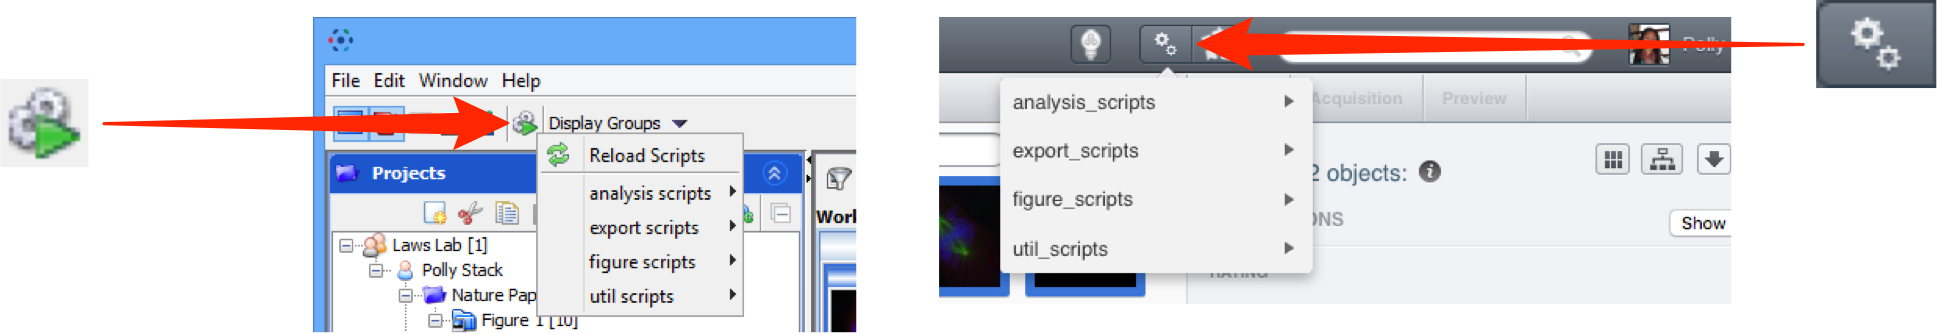 File Edit Window Help
Display Groups
Reload Scripts
Projects
analysis scripts
export scripts
figure scripts
util scripts
Laws Lab [1]
Polly Stack
Nature Pap
Figure 1 [10]
Work
Polly
analysis_scripts
export_scripts
figure_scripts
util_scripts
Acquisition
Preview
2 objects:
Show
RATING